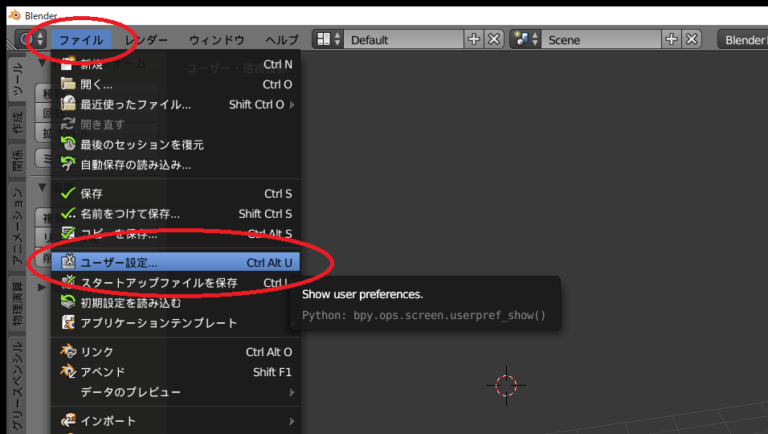 Blender
ファイル レンダー ウィンドウ ヘルプ Default Scene Blender
新規 Ctrl N
開く... Ctrl O
最近使ったファイル... Shift Ctrl O
開き直す
最後のセッションを復元
自動保存の読み込み...
保存 Ctrl S
名前をつけて保存... Shift Ctrl S
コピーを保存... Ctrl Alt S
ユーザー設定... Ctrl Alt U
スタートアップファイルを保存 Ctrl U
初期設定を読み込む
アプリケーションテンプレート
リンク Ctrl Alt O
アペンド Shift F1
データのプレビュー
インポート
Show user preferences.
Python: bpy.ops.screen.userpref_show()
ツール
作成
関係
アニメーション
物理演算
グリースペンシル